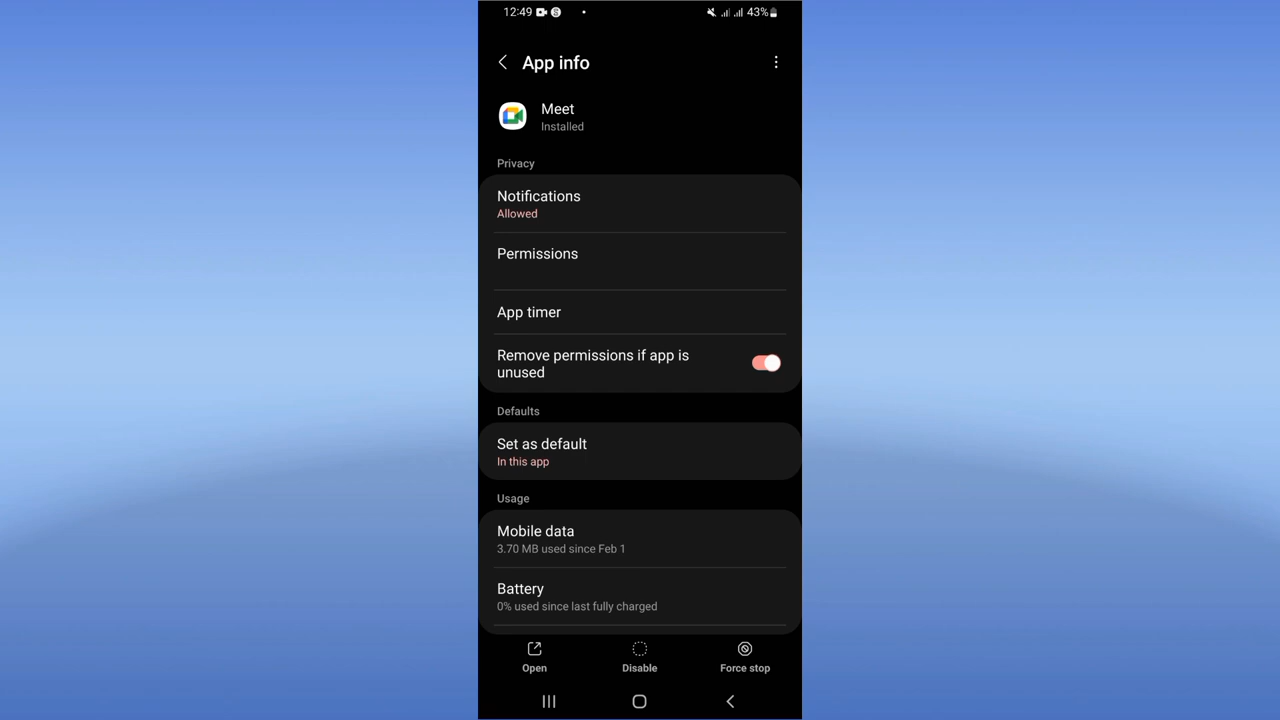 12:49
43%
App info
Meet
Installed
Privacy
Notifications
Allowed
Permissions
App timer
Remove permissions if app is
unused
Defaults
Set as default
In this app
Usage
Mobile data
3.70 MB used since Feb 1
Battery
0% used since last fully charged
Open
Disable
Force stop